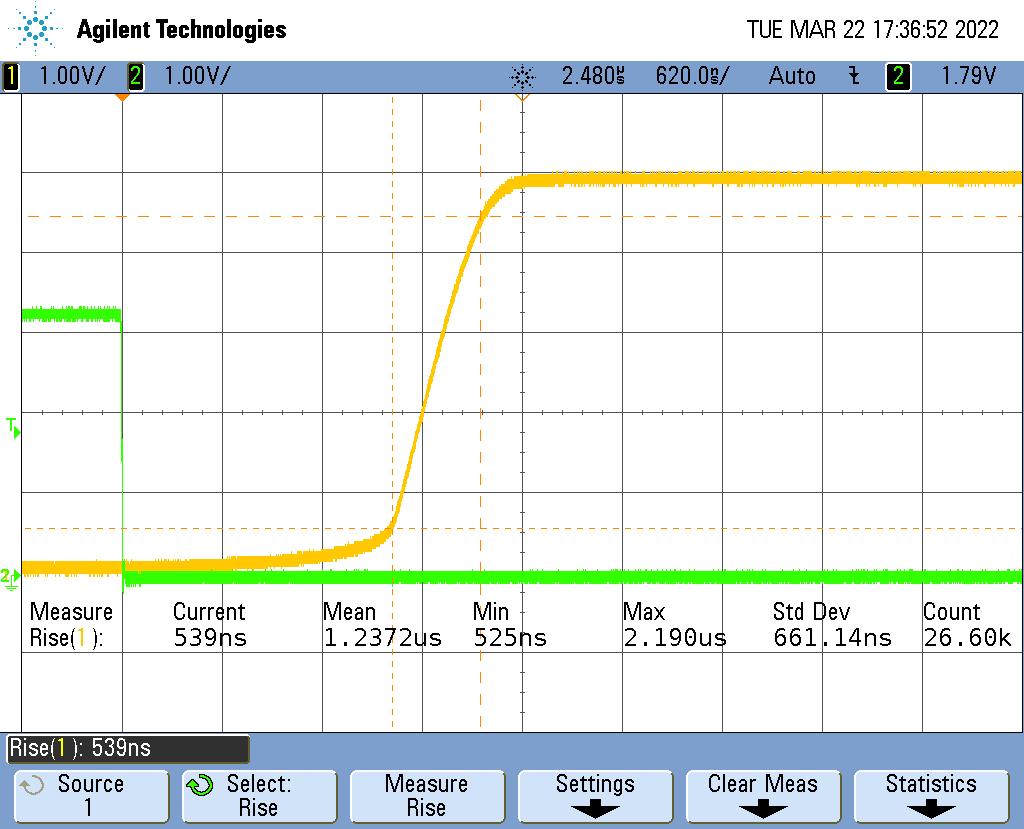 Agilent Technologies TUE MAR 22 17:36:52 2022
1 1.00V/ 2 1.00V/ 2.480µs 620.0ns/ Auto 2 1.79V
T
2
Measure Current Mean Min Max Std Dev Count
Rise(1): 539ns 1.2372us 525ns 2.190us 661.14ns 26.60k
Rise(1): 539ns
Source Select: Measure Settings Clear Meas Statistics
1 Rise Rise